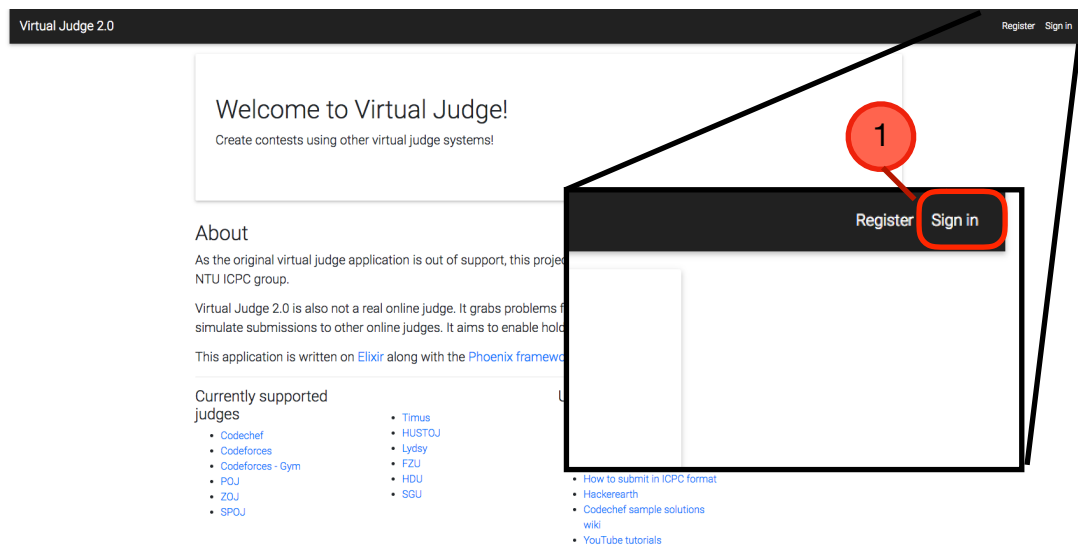 Virtual Judge 2.0
Register Sign in
Welcome to Virtual Judge!
Create contests using other virtual judge systems!
1
Register Sign in
About
As the original virtual judge application is out of support, this
NTU ICPC group.
Virtual Judge 2.0 is also not a real online judge. It grabs problems
simulate submissions to other online judges. It aims to enable
This application is written on Elixir along with the Phoenix
Currently supported
judges
• Codechef
• Codeforces
• Codeforces - Gym
• POJ
• ZOJ
• SPOJ
• Timus
• HUSTOJ
• Lydsy
• FZU
• HDU
• SGU
• How to submit in ICPC format
• Hackerearth
• Codechef sample solutions
wiki
• YouTube tutorials